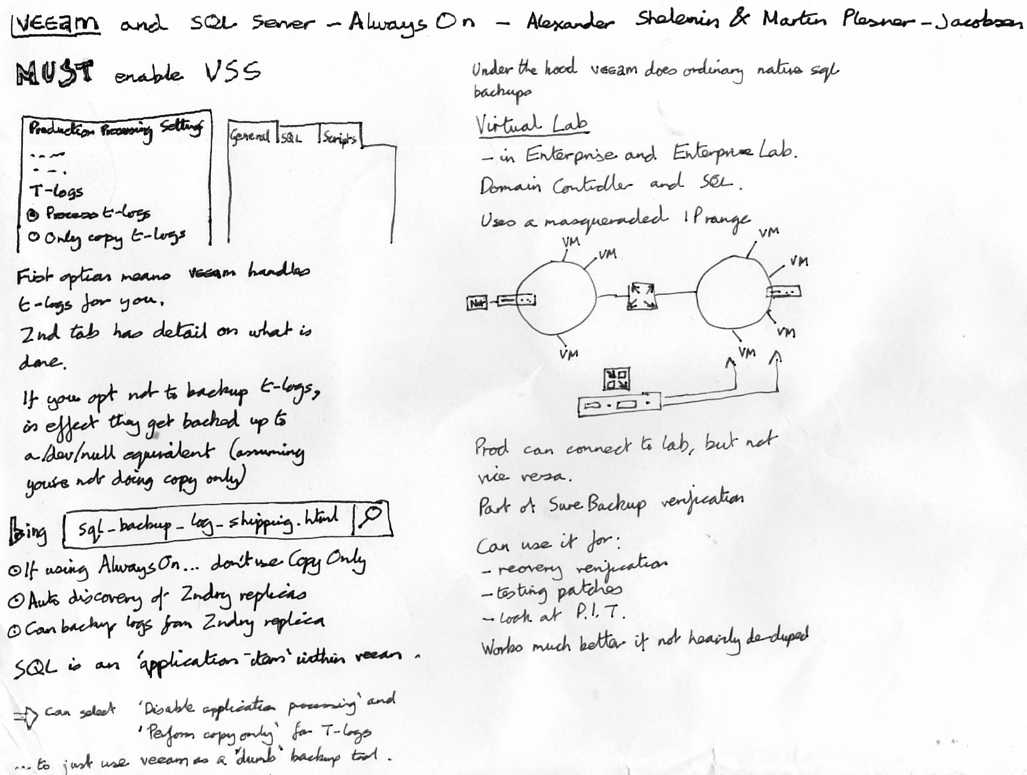 veeam and SQL Server - Always On - Alexander Shelemin & Martin Plesner-Jacobsen
MUST enable VSS
Production Processing Setting
T-logs
Process t-logs
Only copy t-logs
General SQL Scripts
First option means veeam handles
t-logs for you.
2nd tab has detail on what is
done.
If you opt not to backup t-logs,
in effect they get backed up to
a /dev/null equivalent (assuming
you're not doing copy only)
bing sql_backup_log_shipping.html
If using AlwaysOn... don't use Copy Only
Auto discovery of 2ndry replicas
Can backup logs from 2ndry replica
SQL is an 'application-item' within veeam.
⇒ Can select 'Disable application processing' and
'Perform copy only' for T-logs
... to just use veeam as a 'dumb' backup tool.
Under the hood veeam does ordinary native sql
backups
Virtual Lab
- in Enterprise and Enterprise Lab.
Domain Controller and SQL.
Uses a masqueraded IP range
VM
VM
VM
VM
VM
VM
VM
Prod can connect to lab, but not
vice versa.
Part of SureBackup verification
Can use it for:
- recovery verification
- testing patches
- Look at P.I.T.
Works much better if not heavily de-duped